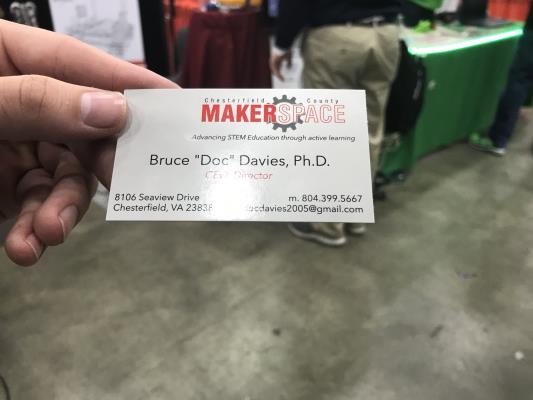 Chesterfield County
MAKERSPACE
Advancing STEM Education through active learning
Bruce "Doc" Davies, Ph.D.
Director
8106 Seaview Drive m. 804.399.5667
Chesterfield, VA 23838